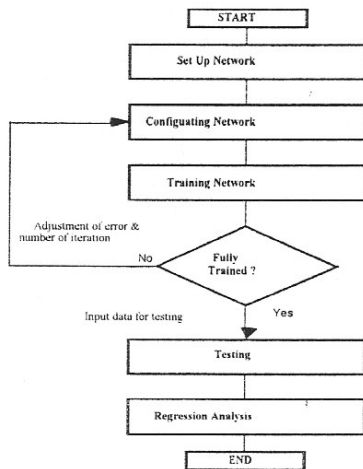 START
Set Up Network
Configuating Network
Training Network
Adjustment of error &
number of iteration
No
Fully
Trained ?
Input data for testing
Yes
Testing
Regression Analysis
END